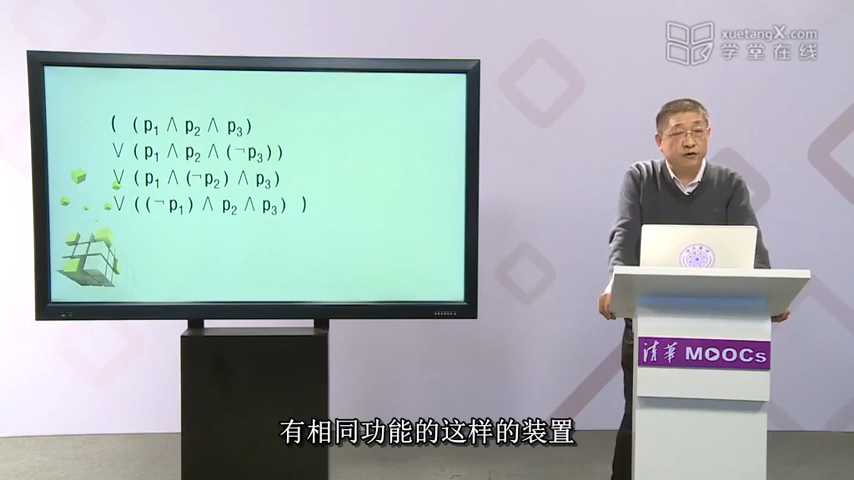 xuetangX.com
学堂在线
( (p₁∧p₂∧p₃)
∨(p₁∧p₂∧(¬p₃))
∨(p₁∧(¬p₂)∧p₃)
∨((¬p₁)∧p₂∧p₃) )
清华 MOOCs
有相同功能的这样的装置